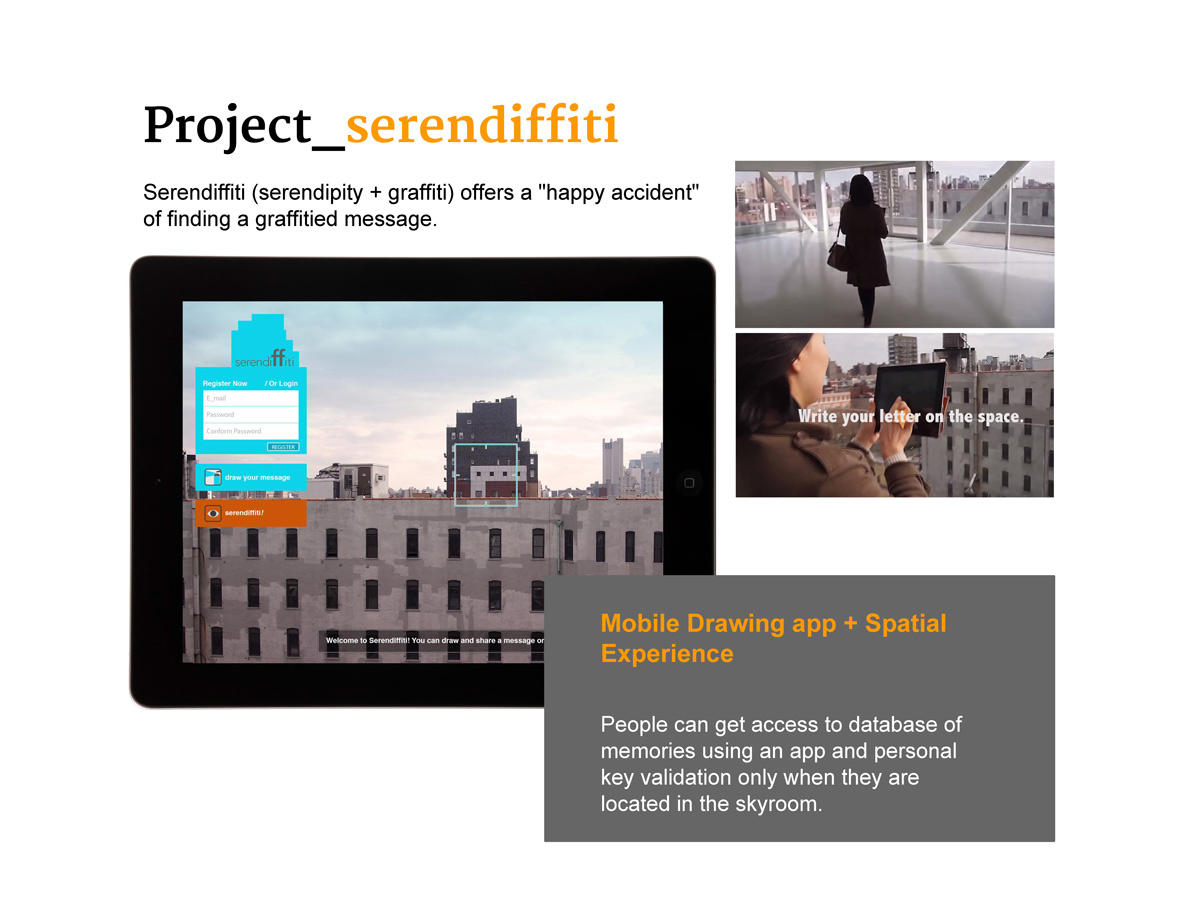 Project_serendiffiti
Serendiffiti (serendipity + graffiti) offers a "happy accident"
of finding a graffitied message.
serendiffiti
Register Now / Or Login
E_mail
Password
Conform Password
REGISTER
draw your message
serendiffiti!
Welcome to Serendiffiti! You can draw and share a message or
Write your letter on the space.
Mobile Drawing app + Spatial
Experience
People can get access to database of
memories using an app and personal
key validation only when they are
located in the skyroom.